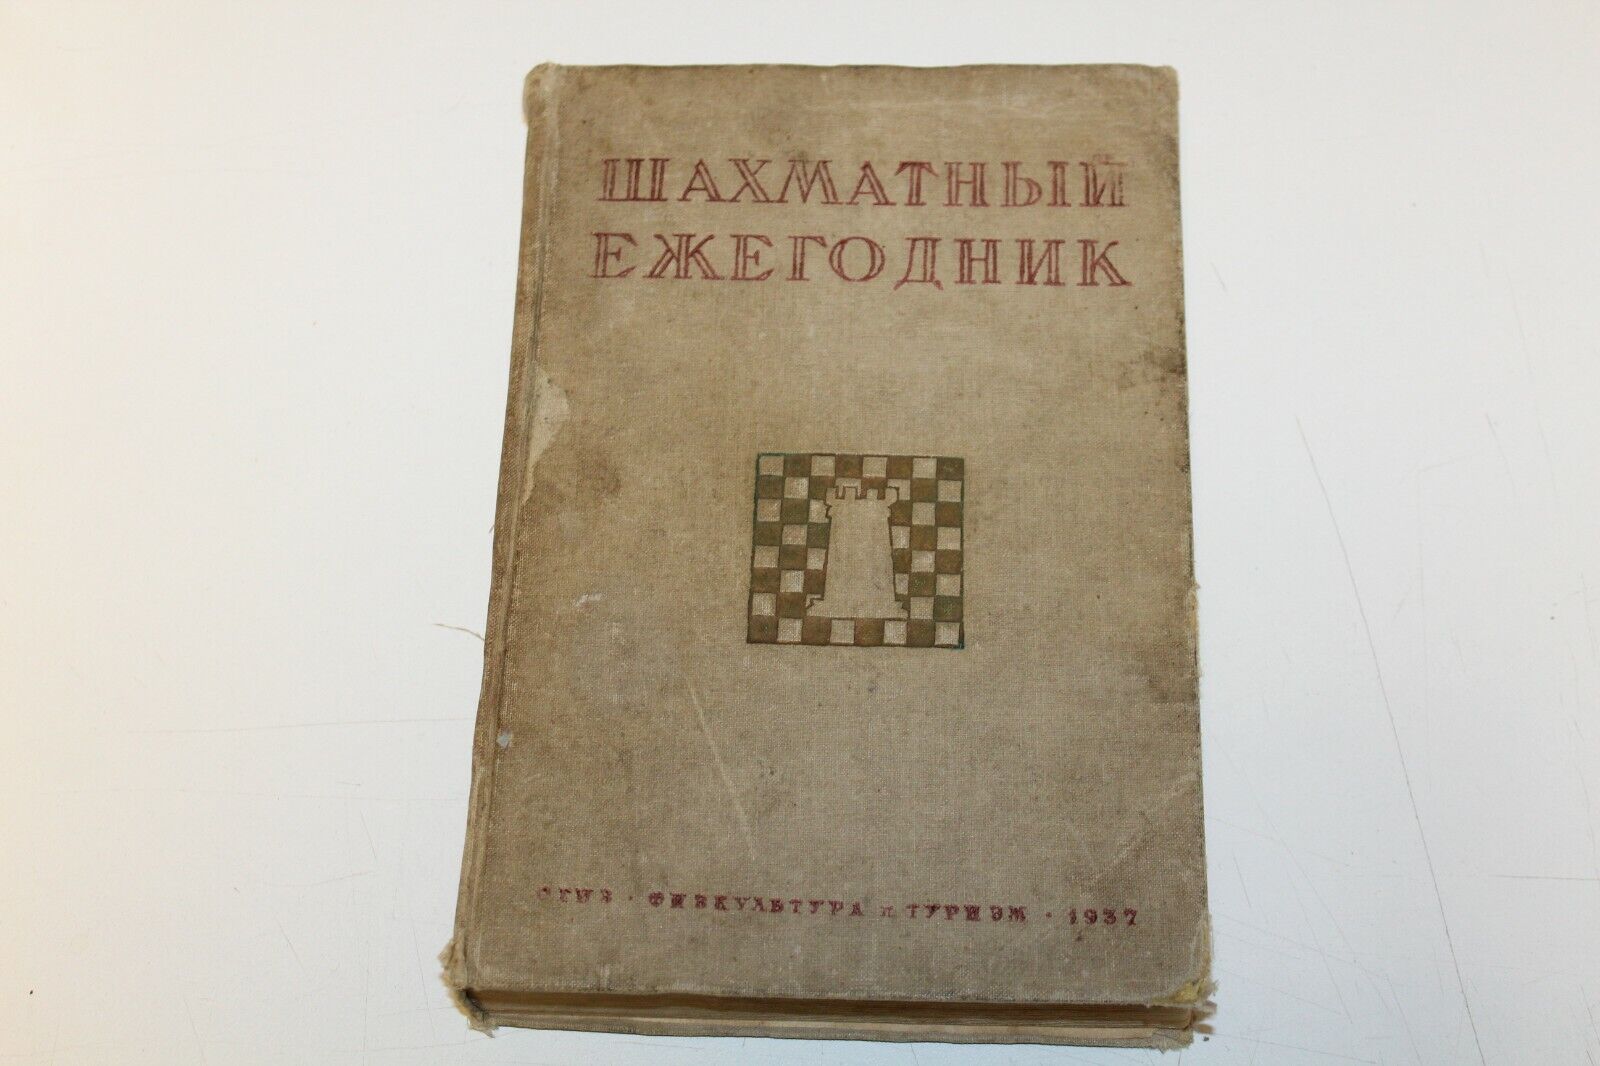 ШАХМАТНЫЙ
ЕЖЕГОДНИК
ОГИЗ · ФИЗКУЛЬТУРА и ТУРИЗМ · 1937